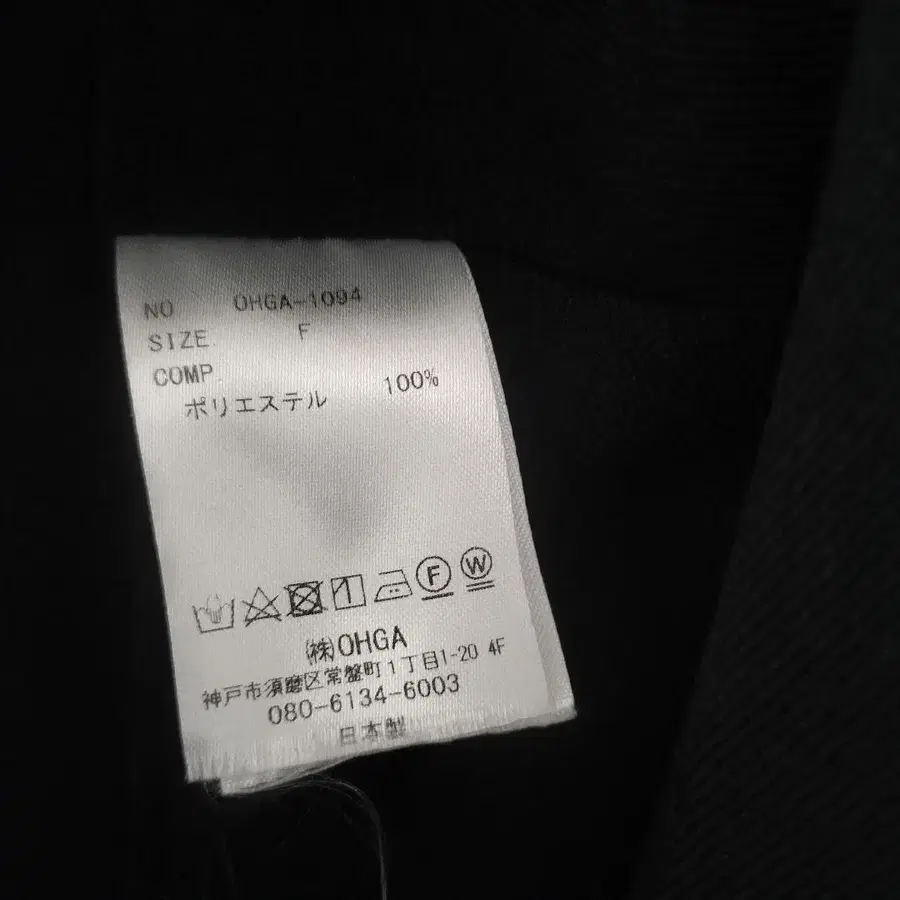 NO OHGA-1094
SIZE. F
COMP.
ポリエステル 100%
F W
㈱OHGA
神戸市須磨区常盤町1丁目1-20 4F
080-6134-6003
日本製